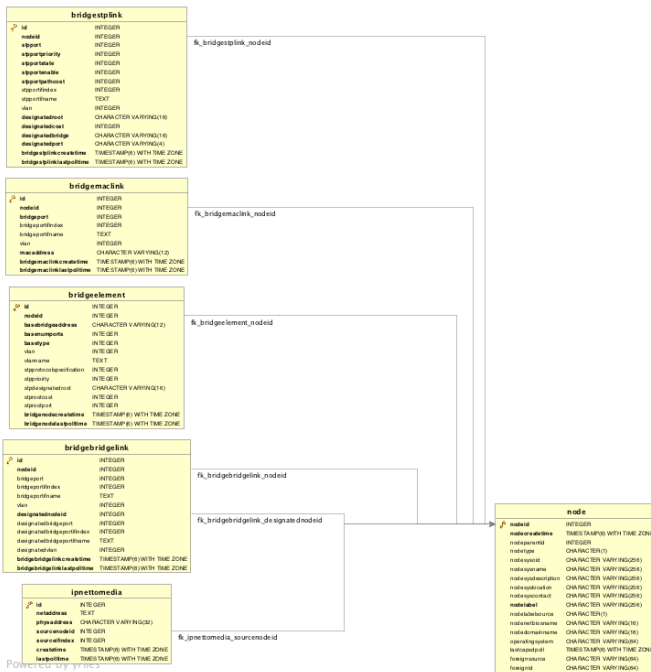 bridgestplink
id INTEGER
nodeid INTEGER
stpport INTEGER
stpportpriority INTEGER
stpportstate INTEGER
stpportenable INTEGER
stpportpathcost INTEGER
stpportifindex INTEGER
stpportifname TEXT
vlan INTEGER
designatedroot CHARACTER VARYING(16)
designatedcost INTEGER
designatedbridge CHARACTER VARYING(16)
designatedport CHARACTER VARYING(4)
bridgestplinkcreatetime TIMESTAMP(6) WITH TIME ZONE
bridgestplinklastpolltime TIMESTAMP(6) WITH TIME ZONE
fk_bridgestplink_nodeid
bridgemaclink
id INTEGER
nodeid INTEGER
bridgeport INTEGER
bridgeportifindex INTEGER
bridgeportifname TEXT
vlan INTEGER
macaddress CHARACTER VARYING(12)
bridgemaclinkcreatetime TIMESTAMP(6) WITH TIME ZONE
bridgemaclinklastpolltime TIMESTAMP(6) WITH TIME ZONE
fk_bridgemaclink_nodeid
bridgeelement
id INTEGER
nodeid INTEGER
basebridgeaddress CHARACTER VARYING(12)
basenumports INTEGER
basetype INTEGER
vlan INTEGER
vlanname TEXT
stpprotocolspecification INTEGER
stppriority INTEGER
stpdesignatedroot CHARACTER VARYING(16)
stprootcost INTEGER
stprootport INTEGER
bridgenodecreatetime TIMESTAMP(6) WITH TIME ZONE
bridgenodelastpolltime TIMESTAMP(6) WITH TIME ZONE
fk_bridgeelement_nodeid
bridgebridgelink
id INTEGER
nodeid INTEGER
bridgeport INTEGER
bridgeportifindex INTEGER
bridgeportifname TEXT
vlan INTEGER
designatednodeid INTEGER
designatedbridgeport INTEGER
designatedbridgeportifindex INTEGER
designatedbridgeportifname TEXT
designatedvlan INTEGER
bridgebridgelinkcreatetime TIMESTAMP(6) WITH TIME ZONE
bridgebridgelinklastpolltime TIMESTAMP(6) WITH TIME ZONE
fk_bridgebridgelink_nodeid
fk_bridgebridgelink_designatednodeid
ipnettomedia
id INTEGER
netaddress TEXT
physaddress CHARACTER VARYING(32)
sourcenodeid INTEGER
sourceifindex INTEGER
createtime TIMESTAMP(6) WITH TIME ZONE
lastpolltime TIMESTAMP(6) WITH TIME ZONE
fk_ipnettomedia_sourcenodeid
node
nodeid INTEGER
nodecreatetime TIMESTAMP(6) WITH TIME ZON
nodeparentid INTEGER
nodetype CHARACTER(1)
nodesysoid CHARACTER VARYING(256)
nodesysname CHARACTER VARYING(256)
nodesysdescription CHARACTER VARYING(256)
nodesyslocation CHARACTER VARYING(256)
nodesyscontact CHARACTER VARYING(256)
nodelabel CHARACTER VARYING(256)
nodelabelsource CHARACTER(1)
nodenetbiosname CHARACTER VARYING(16)
nodedomainname CHARACTER VARYING(16)
operatingsystem CHARACTER VARYING(64)
lastcapsdpoll TIMESTAMP(6) WITH TIME ZON
foreignsource CHARACTER VARYING(64)
foreignid CHARACTER VARYING(64)
Powered by yFiles